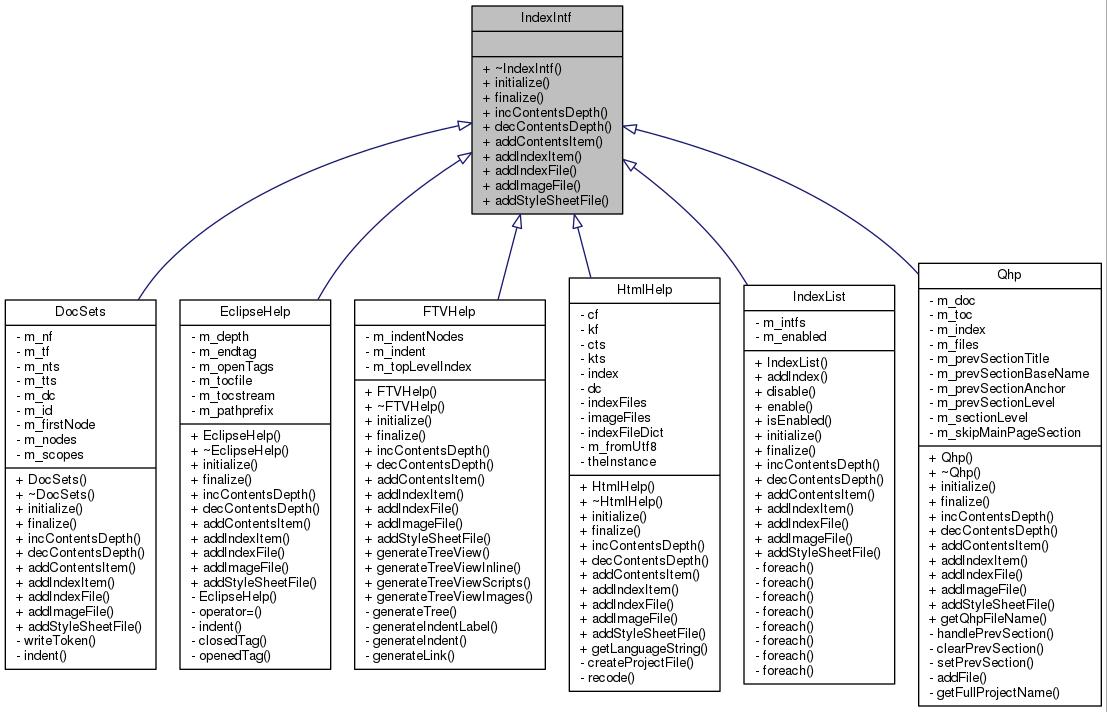 IndexIntf
+ ~IndexIntf()
+ initialize()
+ finalize()
+ incContentsDepth()
+ decContentsDepth()
+ addContentsItem()
+ addIndexItem()
+ addIndexFile()
+ addImageFile()
+ addStyleSheetFile()
DocSets
- m_nf
- m_tf
- m_nts
- m_tts
- m_dc
- m_id
- m_firstNode
- m_nodes
- m_scopes
+ DocSets()
+ ~DocSets()
+ initialize()
+ finalize()
+ incContentsDepth()
+ decContentsDepth()
+ addContentsItem()
+ addIndexItem()
+ addIndexFile()
+ addImageFile()
+ addStyleSheetFile()
- writeToken()
- indent()
EclipseHelp
- m_depth
- m_endtag
- m_openTags
- m_tocfile
- m_tocstream
- m_pathprefix
+ EclipseHelp()
+ ~EclipseHelp()
+ initialize()
+ finalize()
+ incContentsDepth()
+ decContentsDepth()
+ addContentsItem()
+ addIndexItem()
+ addIndexFile()
+ addImageFile()
+ addStyleSheetFile()
- EclipseHelp()
- operator=()
- indent()
- closedTag()
- openedTag()
FTVHelp
- m_indentNodes
- m_indent
- m_topLevelIndex
+ FTVHelp()
+ ~FTVHelp()
+ initialize()
+ finalize()
+ incContentsDepth()
+ decContentsDepth()
+ addContentsItem()
+ addIndexItem()
+ addIndexFile()
+ addImageFile()
+ addStyleSheetFile()
+ generateTreeView()
+ generateTreeViewInline()
+ generateTreeViewScripts()
+ generateTreeViewImages()
- generateTree()
- generateIndentLabel()
- generateIndent()
- generateLink()
HtmlHelp
- cf
- kf
- cts
- kts
- index
- dc
- indexFiles
- imageFiles
- indexFileDict
- m_fromUtf8
- theInstance
+ HtmlHelp()
+ ~HtmlHelp()
+ initialize()
+ finalize()
+ incContentsDepth()
+ decContentsDepth()
+ addContentsItem()
+ addIndexItem()
+ addIndexFile()
+ addImageFile()
+ addStyleSheetFile()
+ getLanguageString()
- createProjectFile()
- recode()
IndexList
- m_intfs
- m_enabled
+ IndexList()
+ addIndex()
+ disable()
+ enable()
+ isEnabled()
+ initialize()
+ finalize()
+ incContentsDepth()
+ decContentsDepth()
+ addContentsItem()
+ addIndexItem()
+ addIndexFile()
+ addImageFile()
+ addStyleSheetFile()
- foreach()
- foreach()
- foreach()
- foreach()
- foreach()
- foreach()
- foreach()
- foreach()
Qhp
- m_doc
- m_toc
- m_index
- m_files
- m_prevSectionTitle
- m_prevSectionBaseName
- m_prevSectionAnchor
- m_prevSectionLevel
- m_sectionLevel
- m_skipMainPageSection
+ Qhp()
+ ~Qhp()
+ initialize()
+ finalize()
+ incContentsDepth()
+ decContentsDepth()
+ addContentsItem()
+ addIndexItem()
+ addIndexFile()
+ addImageFile()
+ addStyleSheetFile()
+ getQhpFileName()
- handlePrevSection()
- clearPrevSection()
- setPrevSection()
- addFile()
- getFullProjectName()